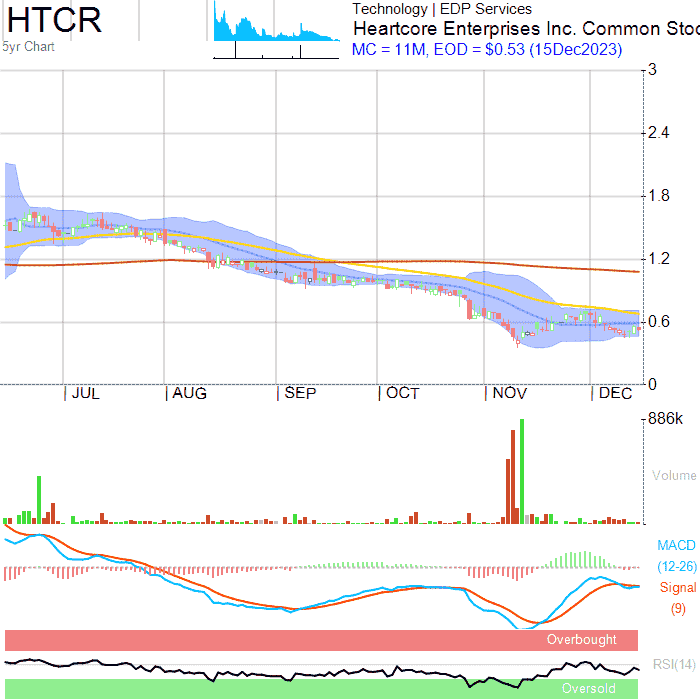 HTCR
5yr Chart
Technology | EDP Services
Heartcore Enterprises Inc. Common Stoc
MC = 11M, EOD = $0.53 (15Dec2023)
3
2.4
1.8
1.2
0.6
0
JUL AUG SEP OCT NOV DEC
886k
Volume
MACD
(12-26)
Signal
(9)
Overbought
RSI(14)
Oversold